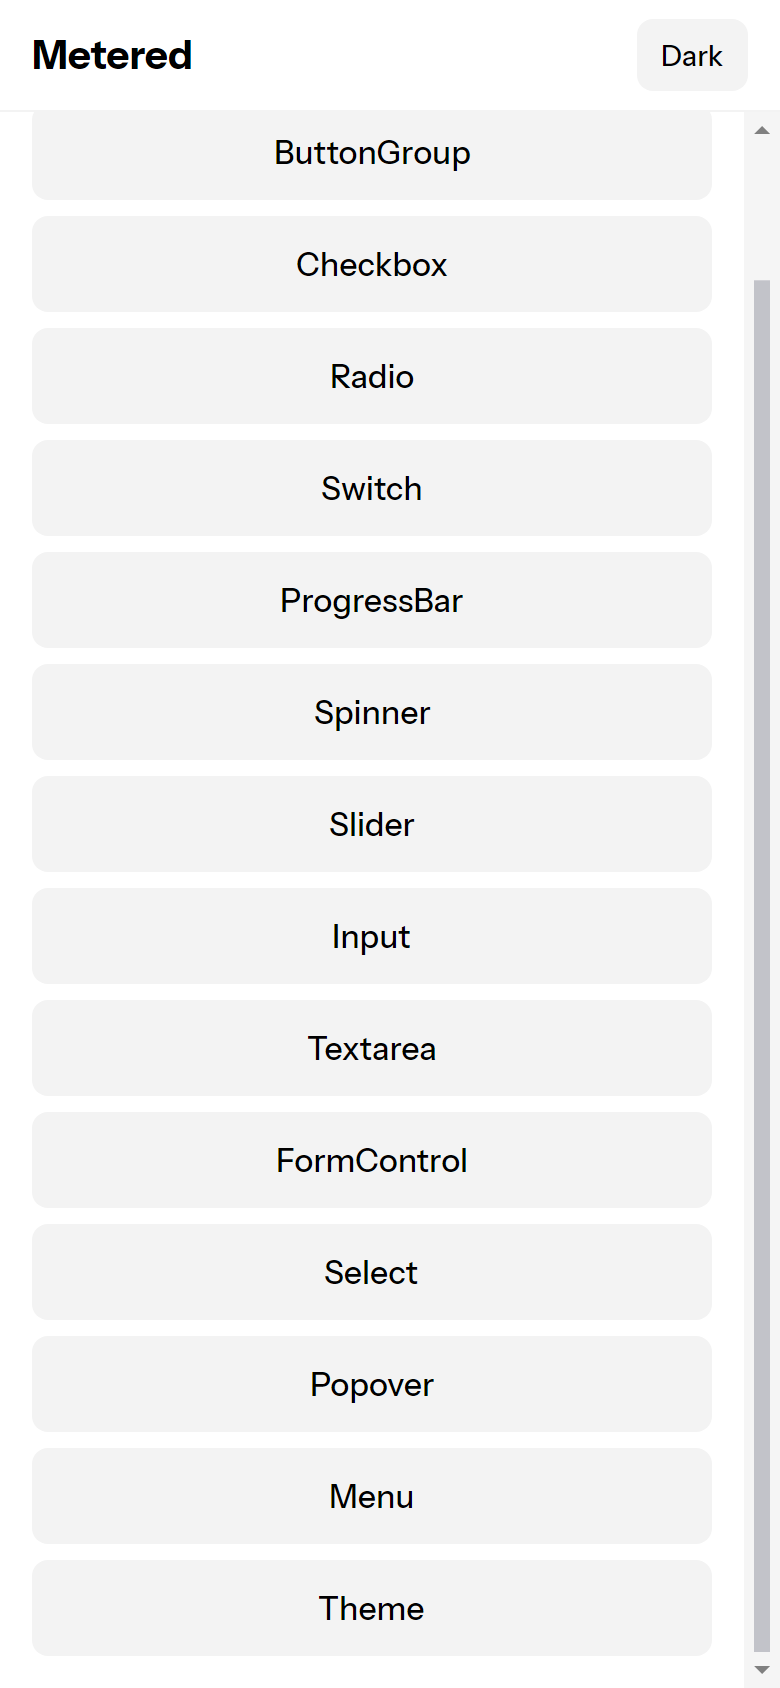 Metered
Dark
ButtonGroup
Checkbox
Radio
Switch
ProgressBar
Spinner
Slider
Input
Textarea
FormControl
Select
Popover
Menu
Theme